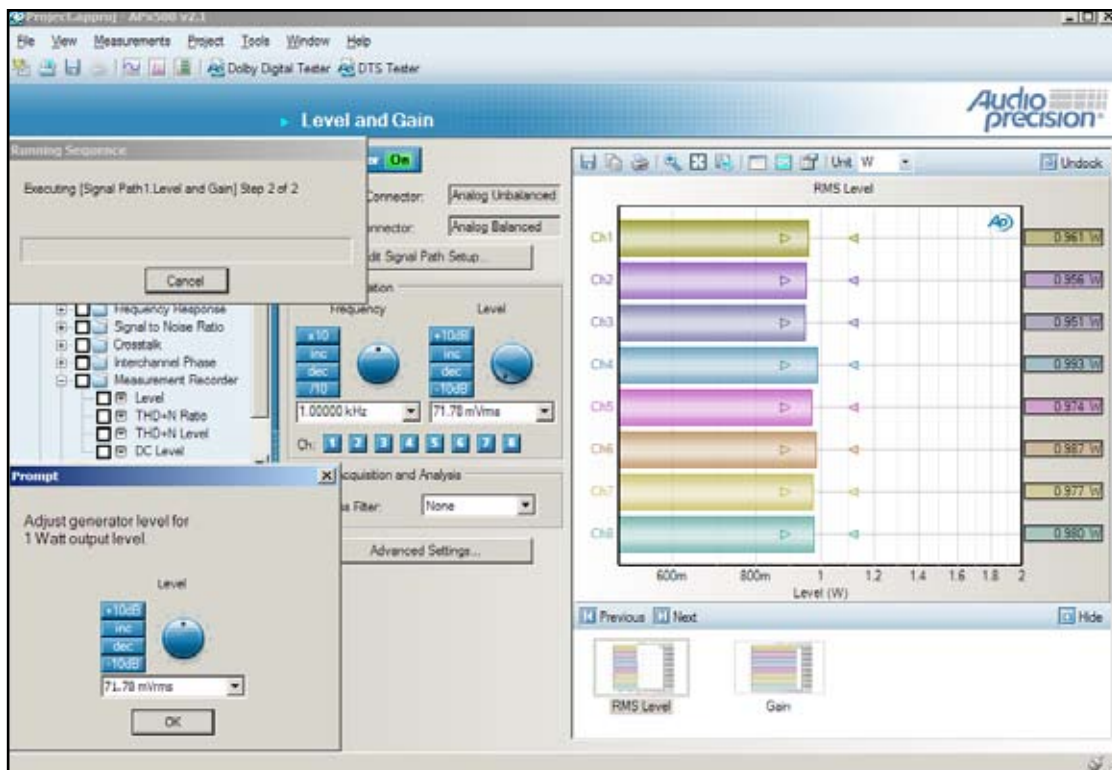 Project.approj - APx500 v2.1
File View Measurements Project Tools Window Help
Dolby Digital Tester DTS Tester
Level and Gain
Audio precision
Running Sequence
Executing [Signal Path1.Level and Gain] Step 2 of 2
Cancel
On
Connector: Analog Unbalanced
Analog Balanced
Signal Path Setup...
Frequency Level
x10
inc
dec
/10
+10dB
inc
dec
-10dB
1.00000 kHz 71.78 mVrms
Ch: 1 2 3 4 5 6 7 8
Acquisition and Analysis
Filter: None
Advanced Settings...
Frequency Response
Signal to Noise Ratio
Crosstalk
Interchannel Phase
Measurement Recorder
Level
THD+N Ratio
THD+N Level
DC Level
Prompt
Adjust generator level for
1 Watt output level.
Level
+10dB
inc
dec
-10dB
71.78 mVrms
OK
Unit W Undock
RMS Level
AP
Ch1 0.961 W
Ch2 0.956 W
Ch3 0.951 W
Ch4 0.993 W
Ch5 0.974 W
Ch6 0.987 W
Ch7 0.977 W
Ch8 0.980 W
600m 800m 1 1.2 1.4 1.6 1.8 2
Level (W)
Previous Next Hide
RMS Level Gain